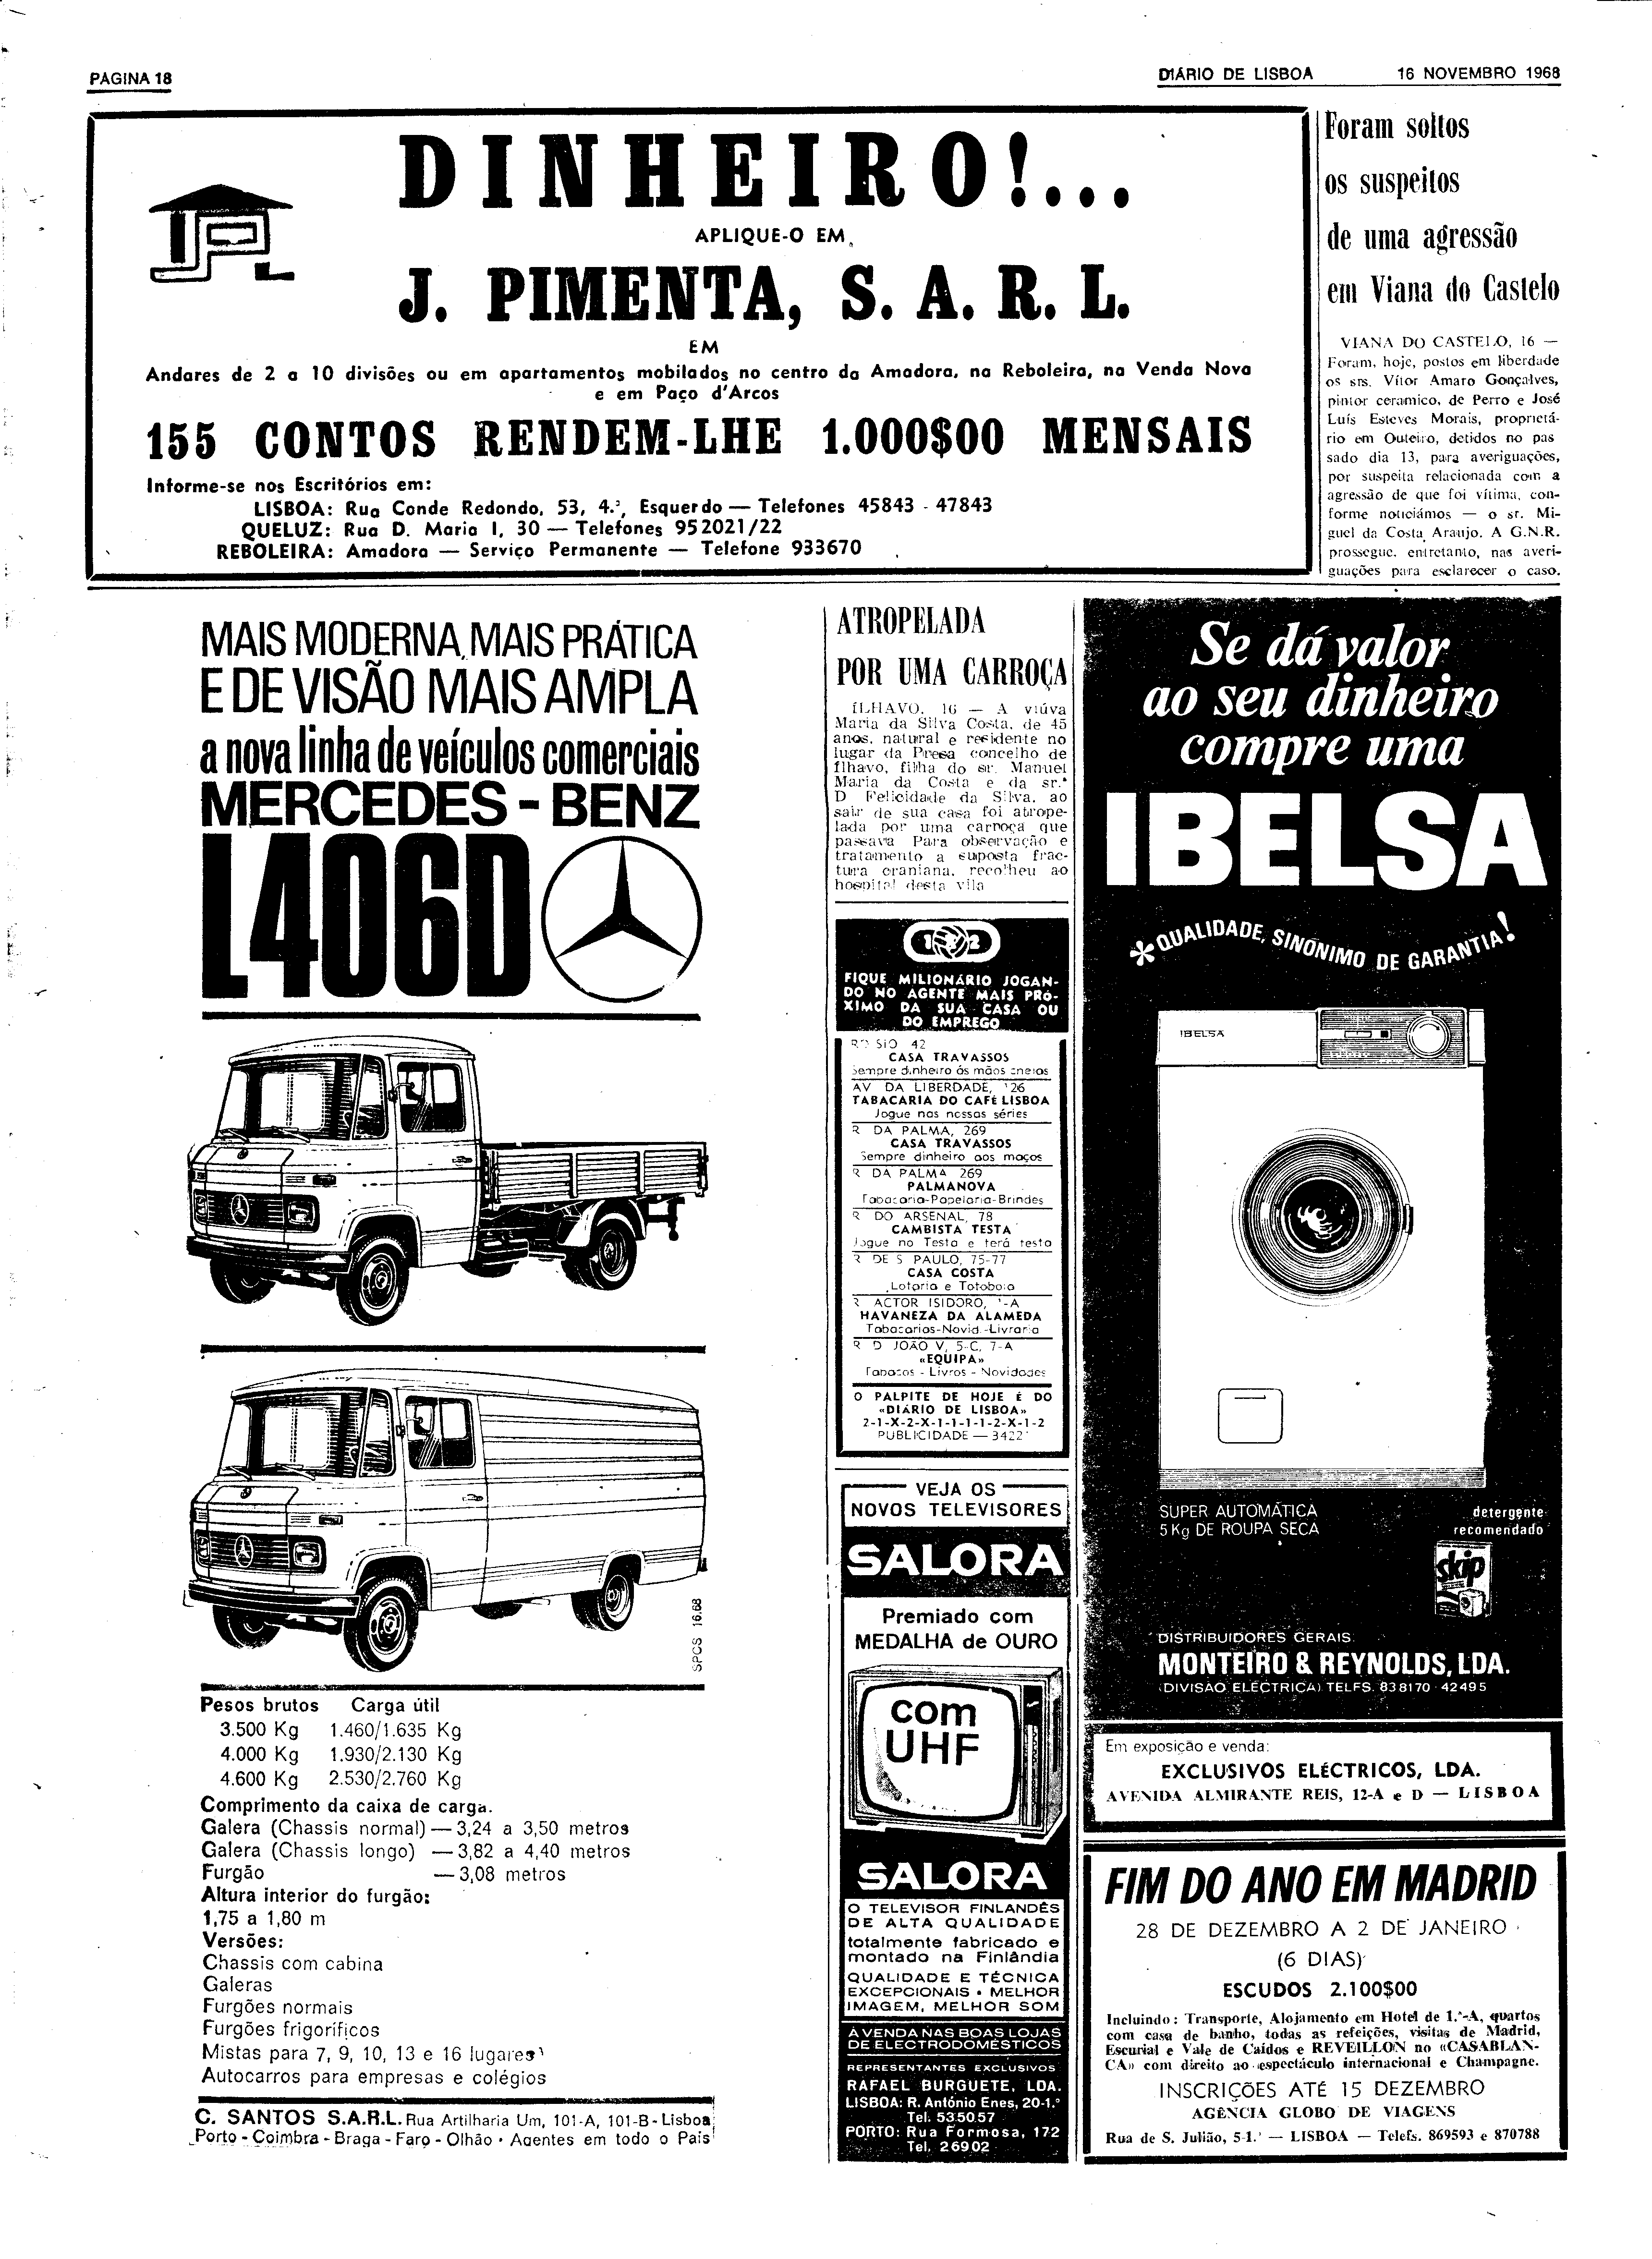 PÁGINA 18
DIÁRIO DE LISBOA 16 NOVEMBRO 1968
DINHEIRO!...
APLIQUE-O EM
J. PIMENTA, S. A. R. L.
EM
Andares de 2 a 10 divisões ou em apartamentos mobilados no centro da Amadora, na Reboleira, na Venda Nova
e em Paço d'Arcos
155 CONTOS RENDEM-LHE 1.000$00 MENSAIS
Informe-se nos Escritórios em:
LISBOA: Rua Conde Redondo, 53, 4.º, Esquerdo — Telefones 45843 - 47843
QUELUZ: Rua D. Maria I, 30 — Telefones 952021/22
REBOLEIRA: Amadora — Serviço Permanente — Telefone 933670
Foram soltos
os suspeitos
de uma agressão
em Viana do Castelo
VIANA DO CASTELO, 16 —
Foram, hoje, postos em liberdade
os srs. Vítor Amaro Gonçalves,
pintor ceramico, de Perro e José
Luís Esteves Morais, proprietá-
rio em Outeiro, detidos no pas
sado dia 13, para averiguações,
por suspeita relacionada com a
agressão de que foi vítima, con-
forme noticiámos — o sr. Mi-
guel da Costa Araujo. A G.N.R.
prossegue, entretanto, nas averi-
guações para esclarecer o caso.
MAIS MODERNA, MAIS PRÁTICA
E DE VISÃO MAIS AMPLA
a nova linha de veículos comerciais
MERCEDES-BENZ
L406D
SPCS 16.68
Pesos brutos Carga útil
3.500 Kg 1.460/1.635 Kg
4.000 Kg 1.930/2.130 Kg
4.600 Kg 2.530/2.760 Kg
Comprimento da caixa de carga.
Galera (Chassis normal) — 3,24 a 3,50 metros
Galera (Chassis longo) — 3,82 a 4,40 metros
Furgão — 3,08 metros
Altura interior do furgão:
1,75 a 1,80 m
Versões:
Chassis com cabina
Galeras
Furgões normais
Furgões frigoríficos
Mistas para 7, 9, 10, 13 e 16 lugares
Autocarros para empresas e colégios
C. SANTOS S.A.R.L. Rua Artilharia Um, 101-A, 101-B - Lisboa
Porto - Coimbra - Braga - Faro - Olhão • Agentes em todo o País
ATROPELADA
POR UMA CARROÇA
ÍLHAVO, 16 — A viúva
Maria da Silva Costa, de 45
anos, natural e residente no
lugar da Presa concelho de
Ílhavo, filha do sr. Manuel
Maria da Costa e da sr.ª
D Felicidade da Silva, ao
sair de sua casa foi atrope-
lada por uma carroça que
passava Para observação e
tratamento a suposta frac-
tura craniana, recolheu ao
hospital desta vila
1 X 2
FIQUE MILIONÁRIO JOGAN-
DO NO AGENTE MAIS PRÓ-
XIMO DA SUA CASA OU
DO EMPREGO
ROSSIO 42
CASA TRAVASSOS
Sempre dinheiro às mãos cheias
AV DA LIBERDADE, 126
TABACARIA DO CAFÉ LISBOA
Jogue nas nossas séries
R DA PALMA, 269
CASA TRAVASSOS
Sempre dinheiro aos maços
R DA PALMA 269
PALMANOVA
Tabacaria-Papelaria-Brindes
R DO ARSENAL, 78
CAMBISTA TESTA
Jogue no Testa e terá testa
R DE S PAULO, 75-77
CASA COSTA
Lotaria e Totobola
R ACTOR ISIDORO, 1-A
HAVANEZA DA ALAMEDA
Tabacarios-Novid.-Livraria
R D JOÃO V, 5-C, 7-A
«EQUIPA»
Tabacos - Livros - Novidades
O PALPITE DE HOJE É DO
«DIÁRIO DE LISBOA»
2-1-X-2-X-1-1-1-1-2-X-1-2
PUBLICIDADE — 3422
VEJA OS
NOVOS TELEVISORES
SALORA
Premiado com
MEDALHA de OURO
com
UHF
SALORA
O TELEVISOR FINLANDÊS
DE ALTA QUALIDADE
totalmente fabricado e
montado na Finlândia
QUALIDADE E TÉCNICA
EXCEPCIONAIS • MELHOR
IMAGEM, MELHOR SOM
À VENDA NAS BOAS LOJAS
DE ELECTRODOMÉSTICOS
REPRESENTANTES EXCLUSIVOS
RAFAEL BURGUETE, LDA.
LISBOA: R. António Enes, 20-1.º
Tel. 535057
PORTO: Rua Formosa, 172
Tel. 26902
Se dá valor
ao seu dinheiro
compre uma
IBELSA
*QUALIDADE, SINÓNIMO DE GARANTIA!
IBELSA
SUPER AUTOMÁTICA
5 Kg DE ROUPA SECA
detergente
recomendado
skip
DISTRIBUIDORES GERAIS:
MONTEIRO & REYNOLDS, LDA.
(DIVISÃO ELÉCTRICA) TELFS. 838170 - 42495
Em exposição e venda:
EXCLUSIVOS ELÉCTRICOS, LDA.
AVENIDA ALMIRANTE REIS, 12-A e D — LISBOA
FIM DO ANO EM MADRID
28 DE DEZEMBRO A 2 DE JANEIRO
(6 DIAS)
ESCUDOS 2.100$00
Incluindo: Transporte, Alojamento em Hotel de 1.ª-A, quartos
com casa de banho, todas as refeições, visitas de Madrid,
Escurial e Vale de Caídos e REVEILLON no «CASABLAN-
CA» com direito ao espectáculo internacional e Champagne.
INSCRIÇÕES ATÉ 15 DEZEMBRO
AGÊNCIA GLOBO DE VIAGENS
Rua de S. Julião, 5-1.º — LISBOA — Telefs. 869593 e 870788